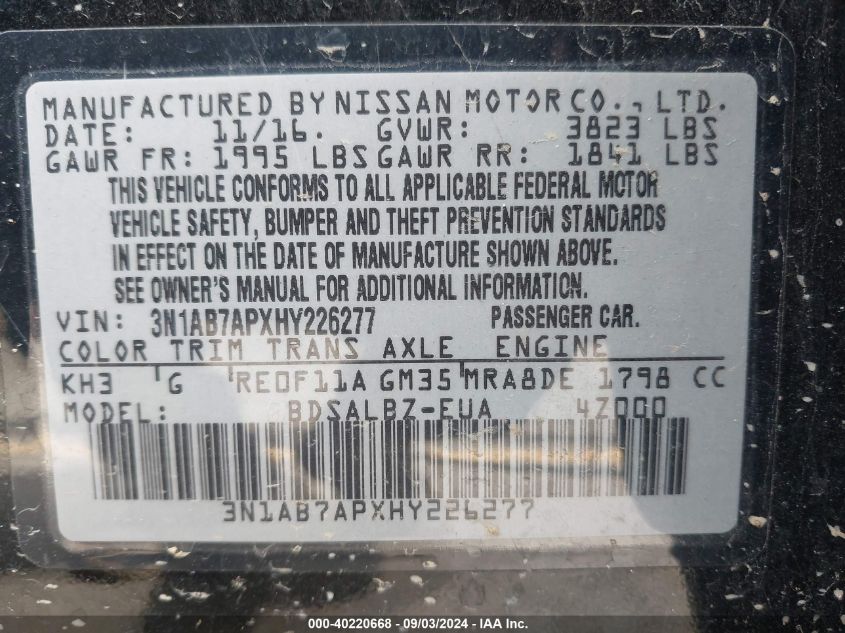 MANUFACTURED BY NISSAN MOTOR CO., LTD.
DATE: 11/16. GVWR: 3823 LBS
GAWR FR: 1995 LBS GAWR RR: 1841 LBS
THIS VEHICLE CONFORMS TO ALL APPLICABLE FEDERAL MOTOR
VEHICLE SAFETY, BUMPER AND THEFT PREVENTION STANDARDS
IN EFFECT ON THE DATE OF MANUFACTURE SHOWN ABOVE.
SEE OWNER'S MANUAL FOR ADDITIONAL INFORMATION.
VIN: 3N1AB7APXHY226277 PASSENGER CAR.
COLOR TRIM TRANS AXLE ENGINE
KH3 G RE0F11A GM35 MRA8DE 1798 CC
MODEL: BDSALBZ-EUA 4Z000
3N1AB7APXHY226277
000-40220668 - 09/03/2024 - IAAI.com